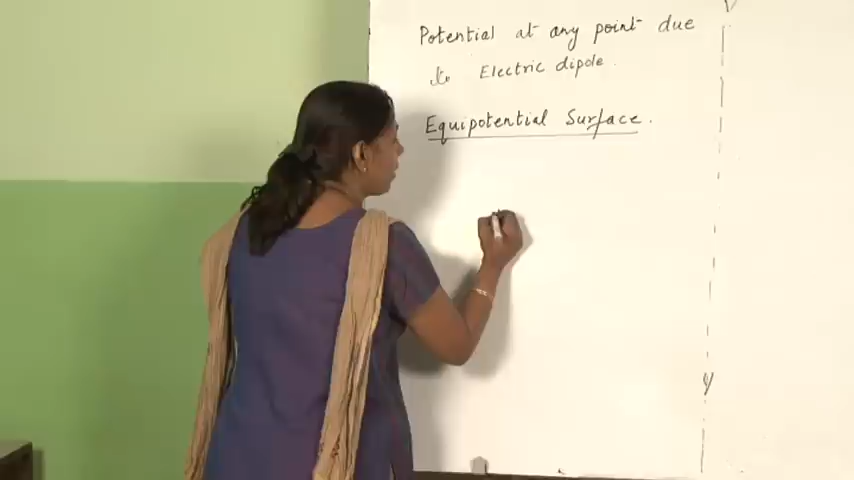 Potential at any point due
to Electric dipole.
Equipotential Surface.